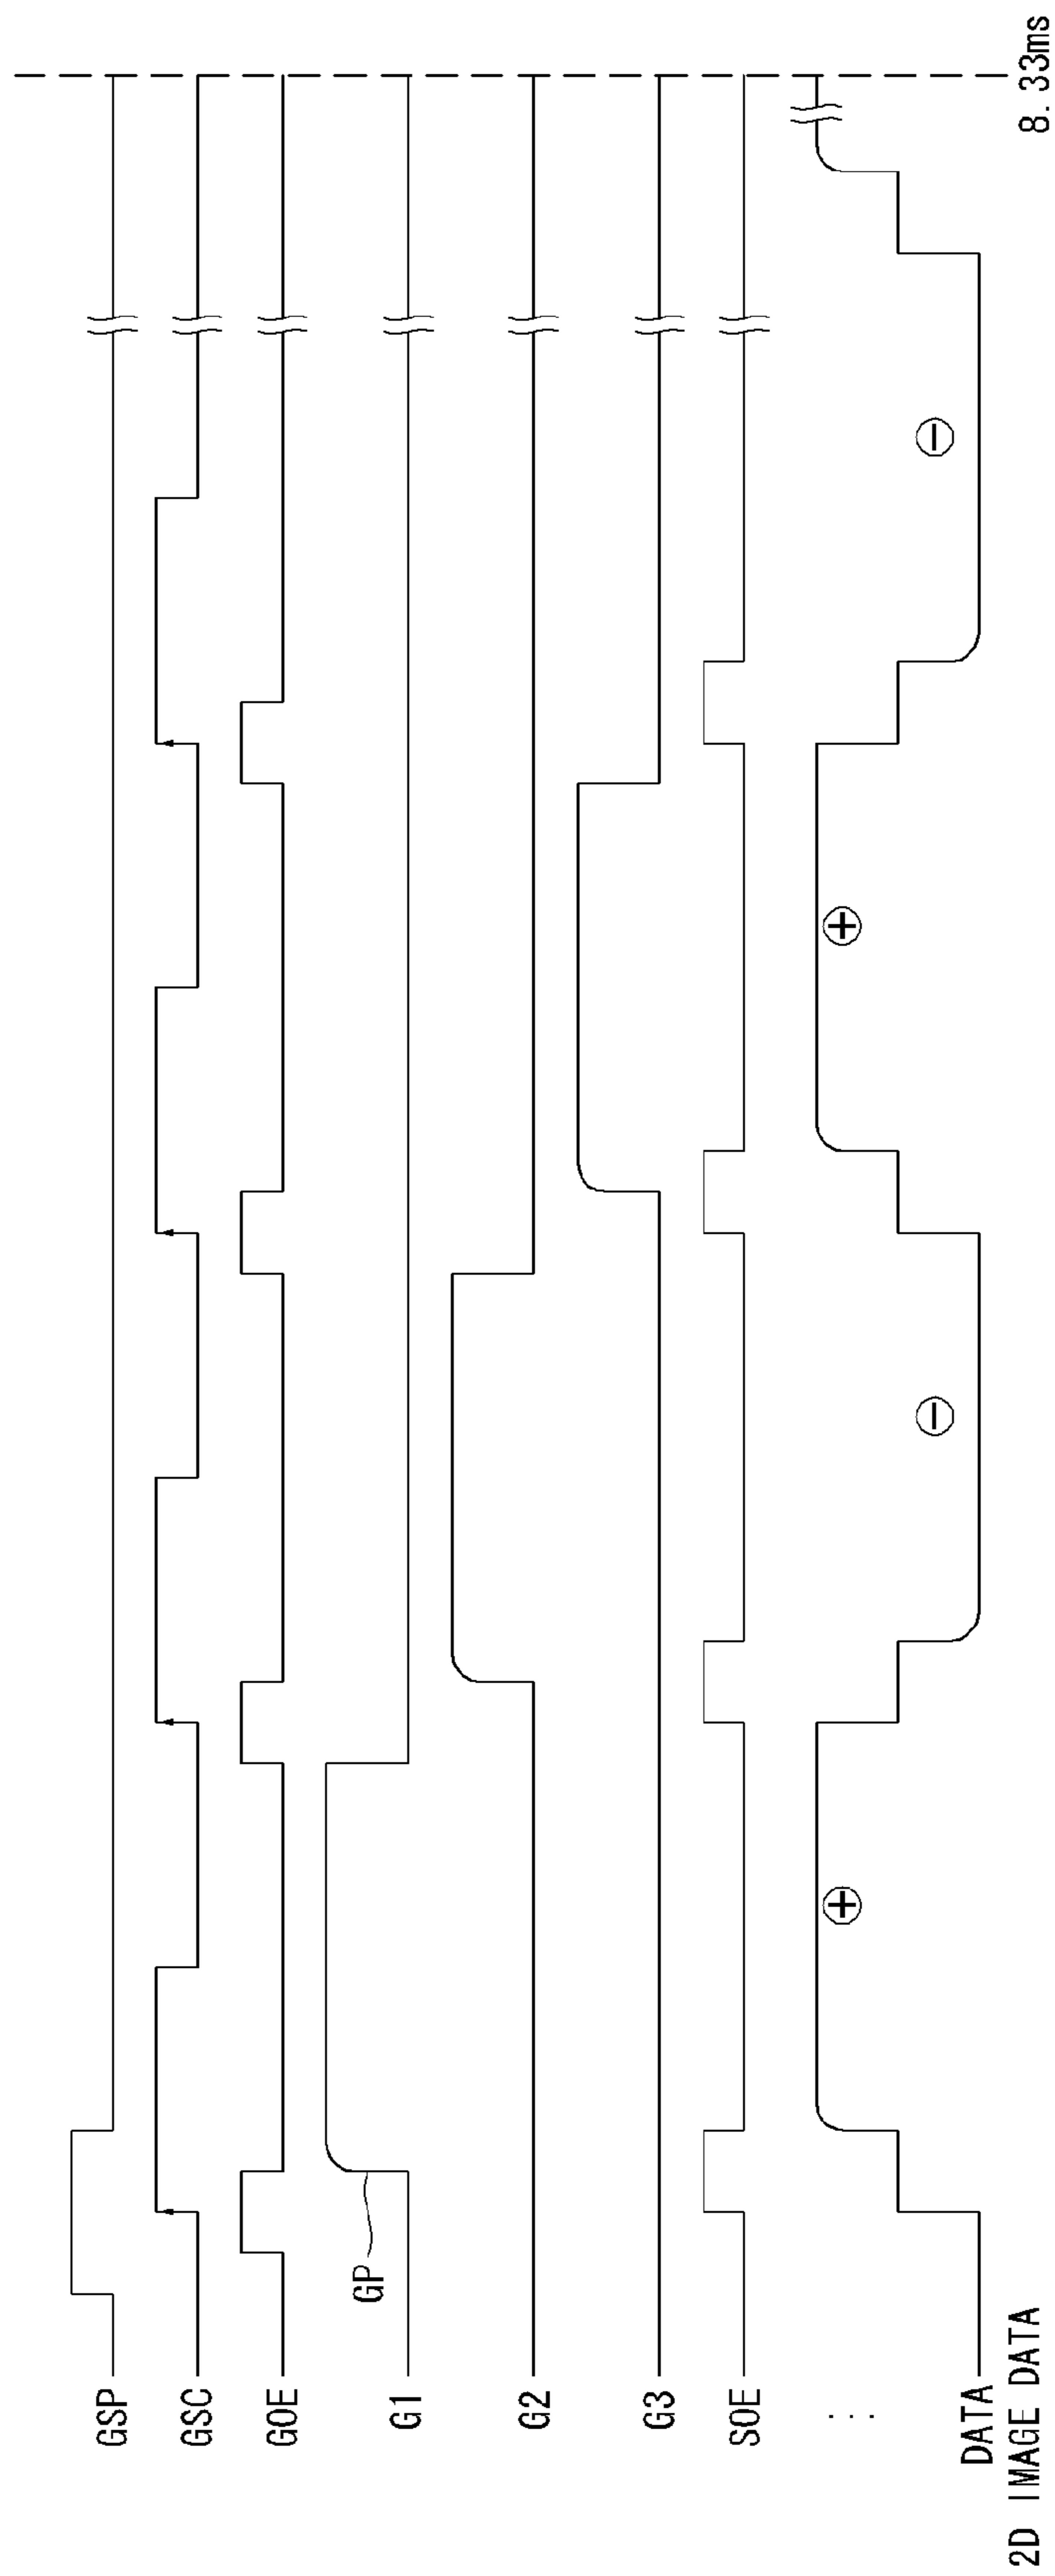 GSP
GSC
GOE
G1
GP
G2
G3
SOE
...
DATA
2D IMAGE DATA
+
−
+
−
8.33ms